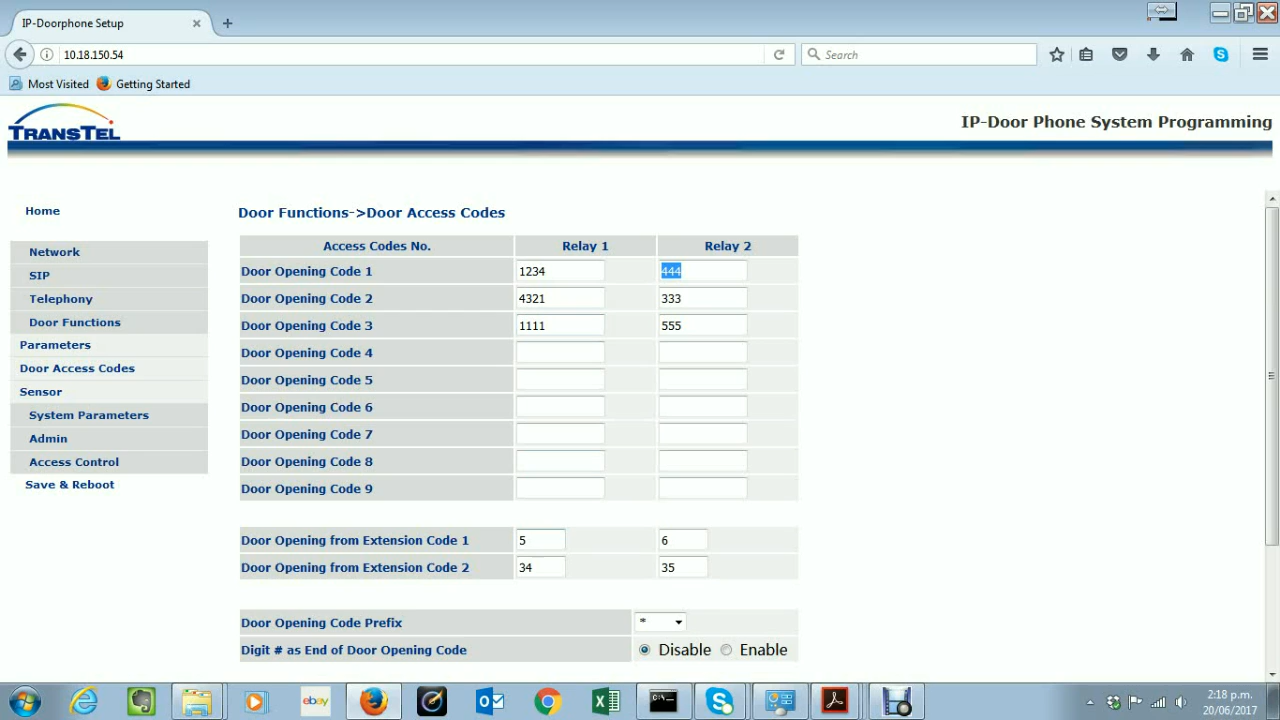 IP-Doorphone Setup
10.18.150.54
Search
Most Visited Getting Started
TRANSTEL
IP-Door Phone System Programming
Home
Network
SIP
Telephony
Door Functions
Parameters
Door Access Codes
Sensor
System Parameters
Admin
Access Control
Save & Reboot
Door Functions->Door Access Codes
Access Codes No. Relay 1 Relay 2
Door Opening Code 1 1234 444
Door Opening Code 2 4321 333
Door Opening Code 3 1111 555
Door Opening Code 4
Door Opening Code 5
Door Opening Code 6
Door Opening Code 7
Door Opening Code 8
Door Opening Code 9
Door Opening from Extension Code 1 5 6
Door Opening from Extension Code 2 34 35
Door Opening Code Prefix *
Digit # as End of Door Opening Code Disable Enable
ebay
2:18 p.m.
20/06/2017